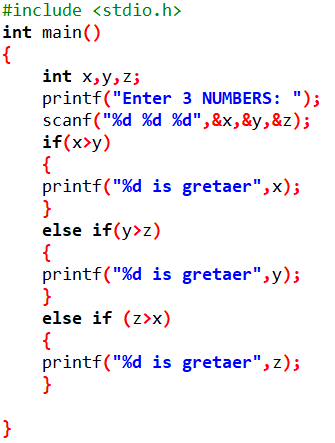 #include <stdio.h>
int main()
{
    int x,y,z;
    printf("Enter 3 NUMBERS: ");
    scanf("%d %d %d",&x,&y,&z);
    if(x>y)
    {
    printf("%d is gretaer",x);
    }
    else if(y>z)
    {
    printf("%d is gretaer",y);
    }
    else if (z>x)
    {
    printf("%d is gretaer",z);
    }
}